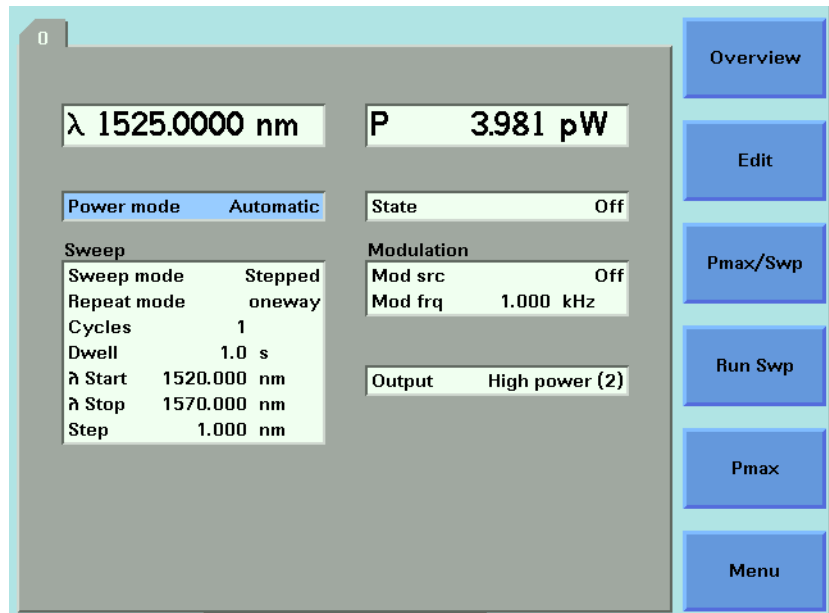 0
λ 1525.0000 nm
P 3.981 pW
Power mode Automatic
State Off
Sweep
Sweep mode Stepped
Repeat mode oneway
Cycles 1
Dwell 1.0 s
λ Start 1520.000 nm
λ Stop 1570.000 nm
Step 1.000 nm
Modulation
Mod src Off
Mod frq 1.000 kHz
Output High power (2)
Overview
Edit
Pmax/Swp
Run Swp
Pmax
Menu